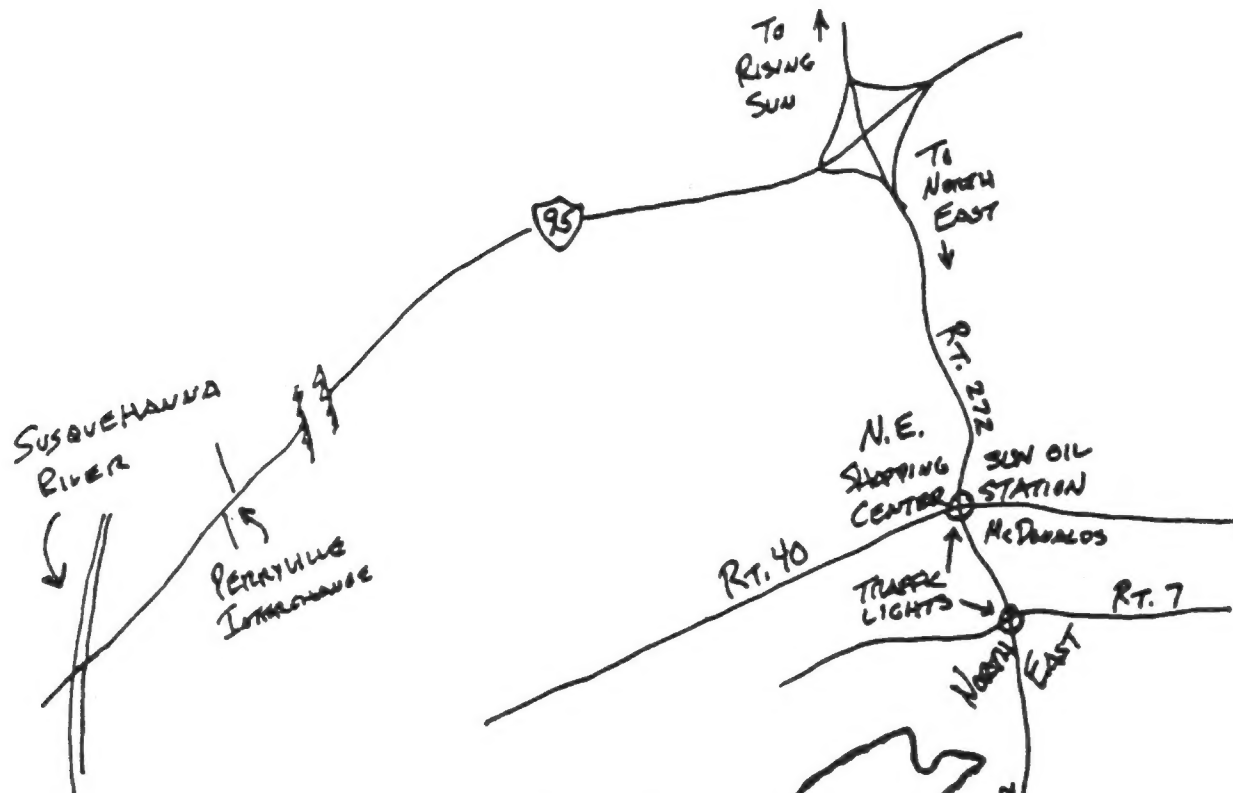 TO
RISING
SUN
TO
NORTH
EAST
95
RT. 272
SUSQUEHANNA
RIVER
N.E.
SHOPPING
CENTER
SUN OIL
STATION
McDONALDS
PERRYVILLE
INTERCHANGE
RT. 40
TRAFFIC
LIGHTS
RT. 7
NORTH EAST